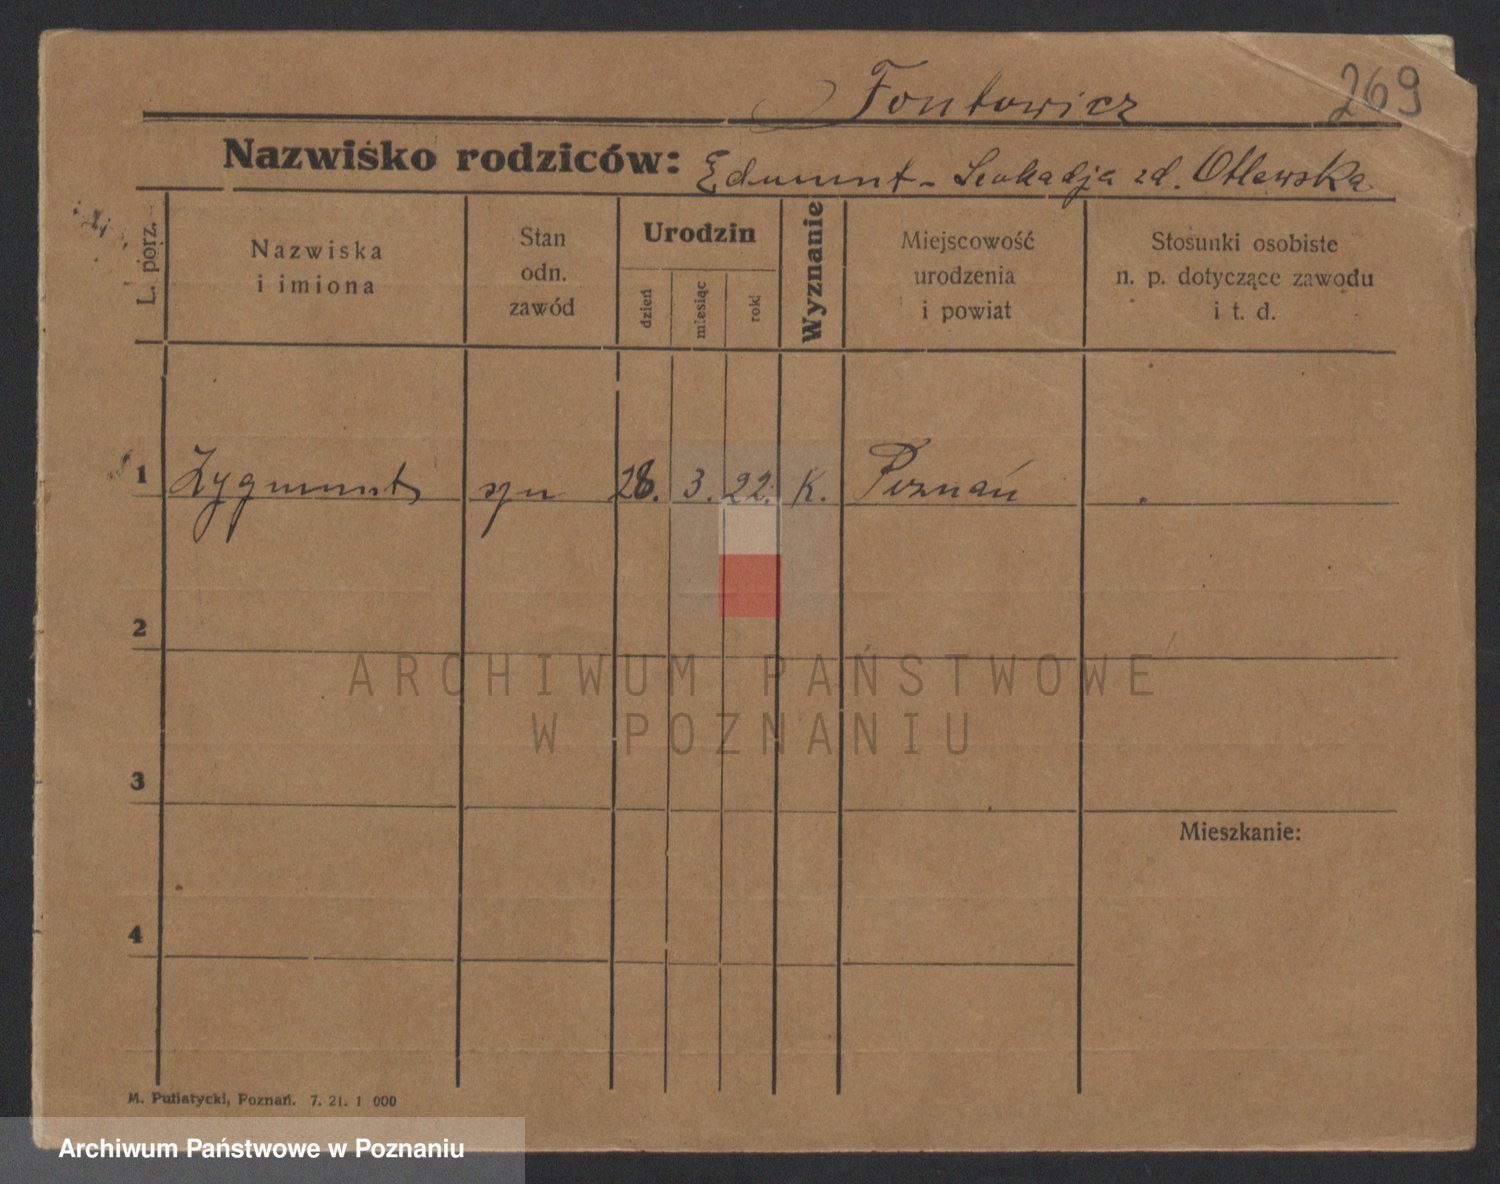 Fontowicz 269
Nazwisko rodziców: Edmunt - Leokadja zd. Otlewska
L. porz.
Nazwiska
i imiona
Stan
odn.
zawód
Urodzin
dzień
miesiąc
rok
Wyznanie
Miejscowość
urodzenia
i powiat
Stosunki osobiste
n. p. dotyczące zawodu
i t. d.
1 Zygmunt syn 28. 3. 22. K. Poznań
2
ARCHIWUM PAŃSTWOWE
W POZNANIU
3
Mieszkanie:
4
M. Putiatycki, Poznań. 7. 21. 1 000
Archiwum Państwowe w Poznaniu